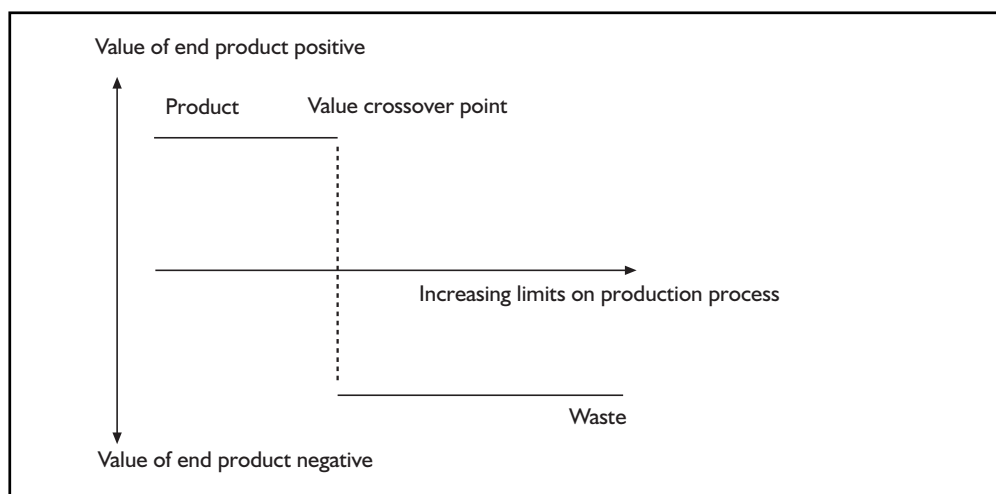 Value of end product positive
Product
Value crossover point
Increasing limits on production process
Waste
Value of end product negative